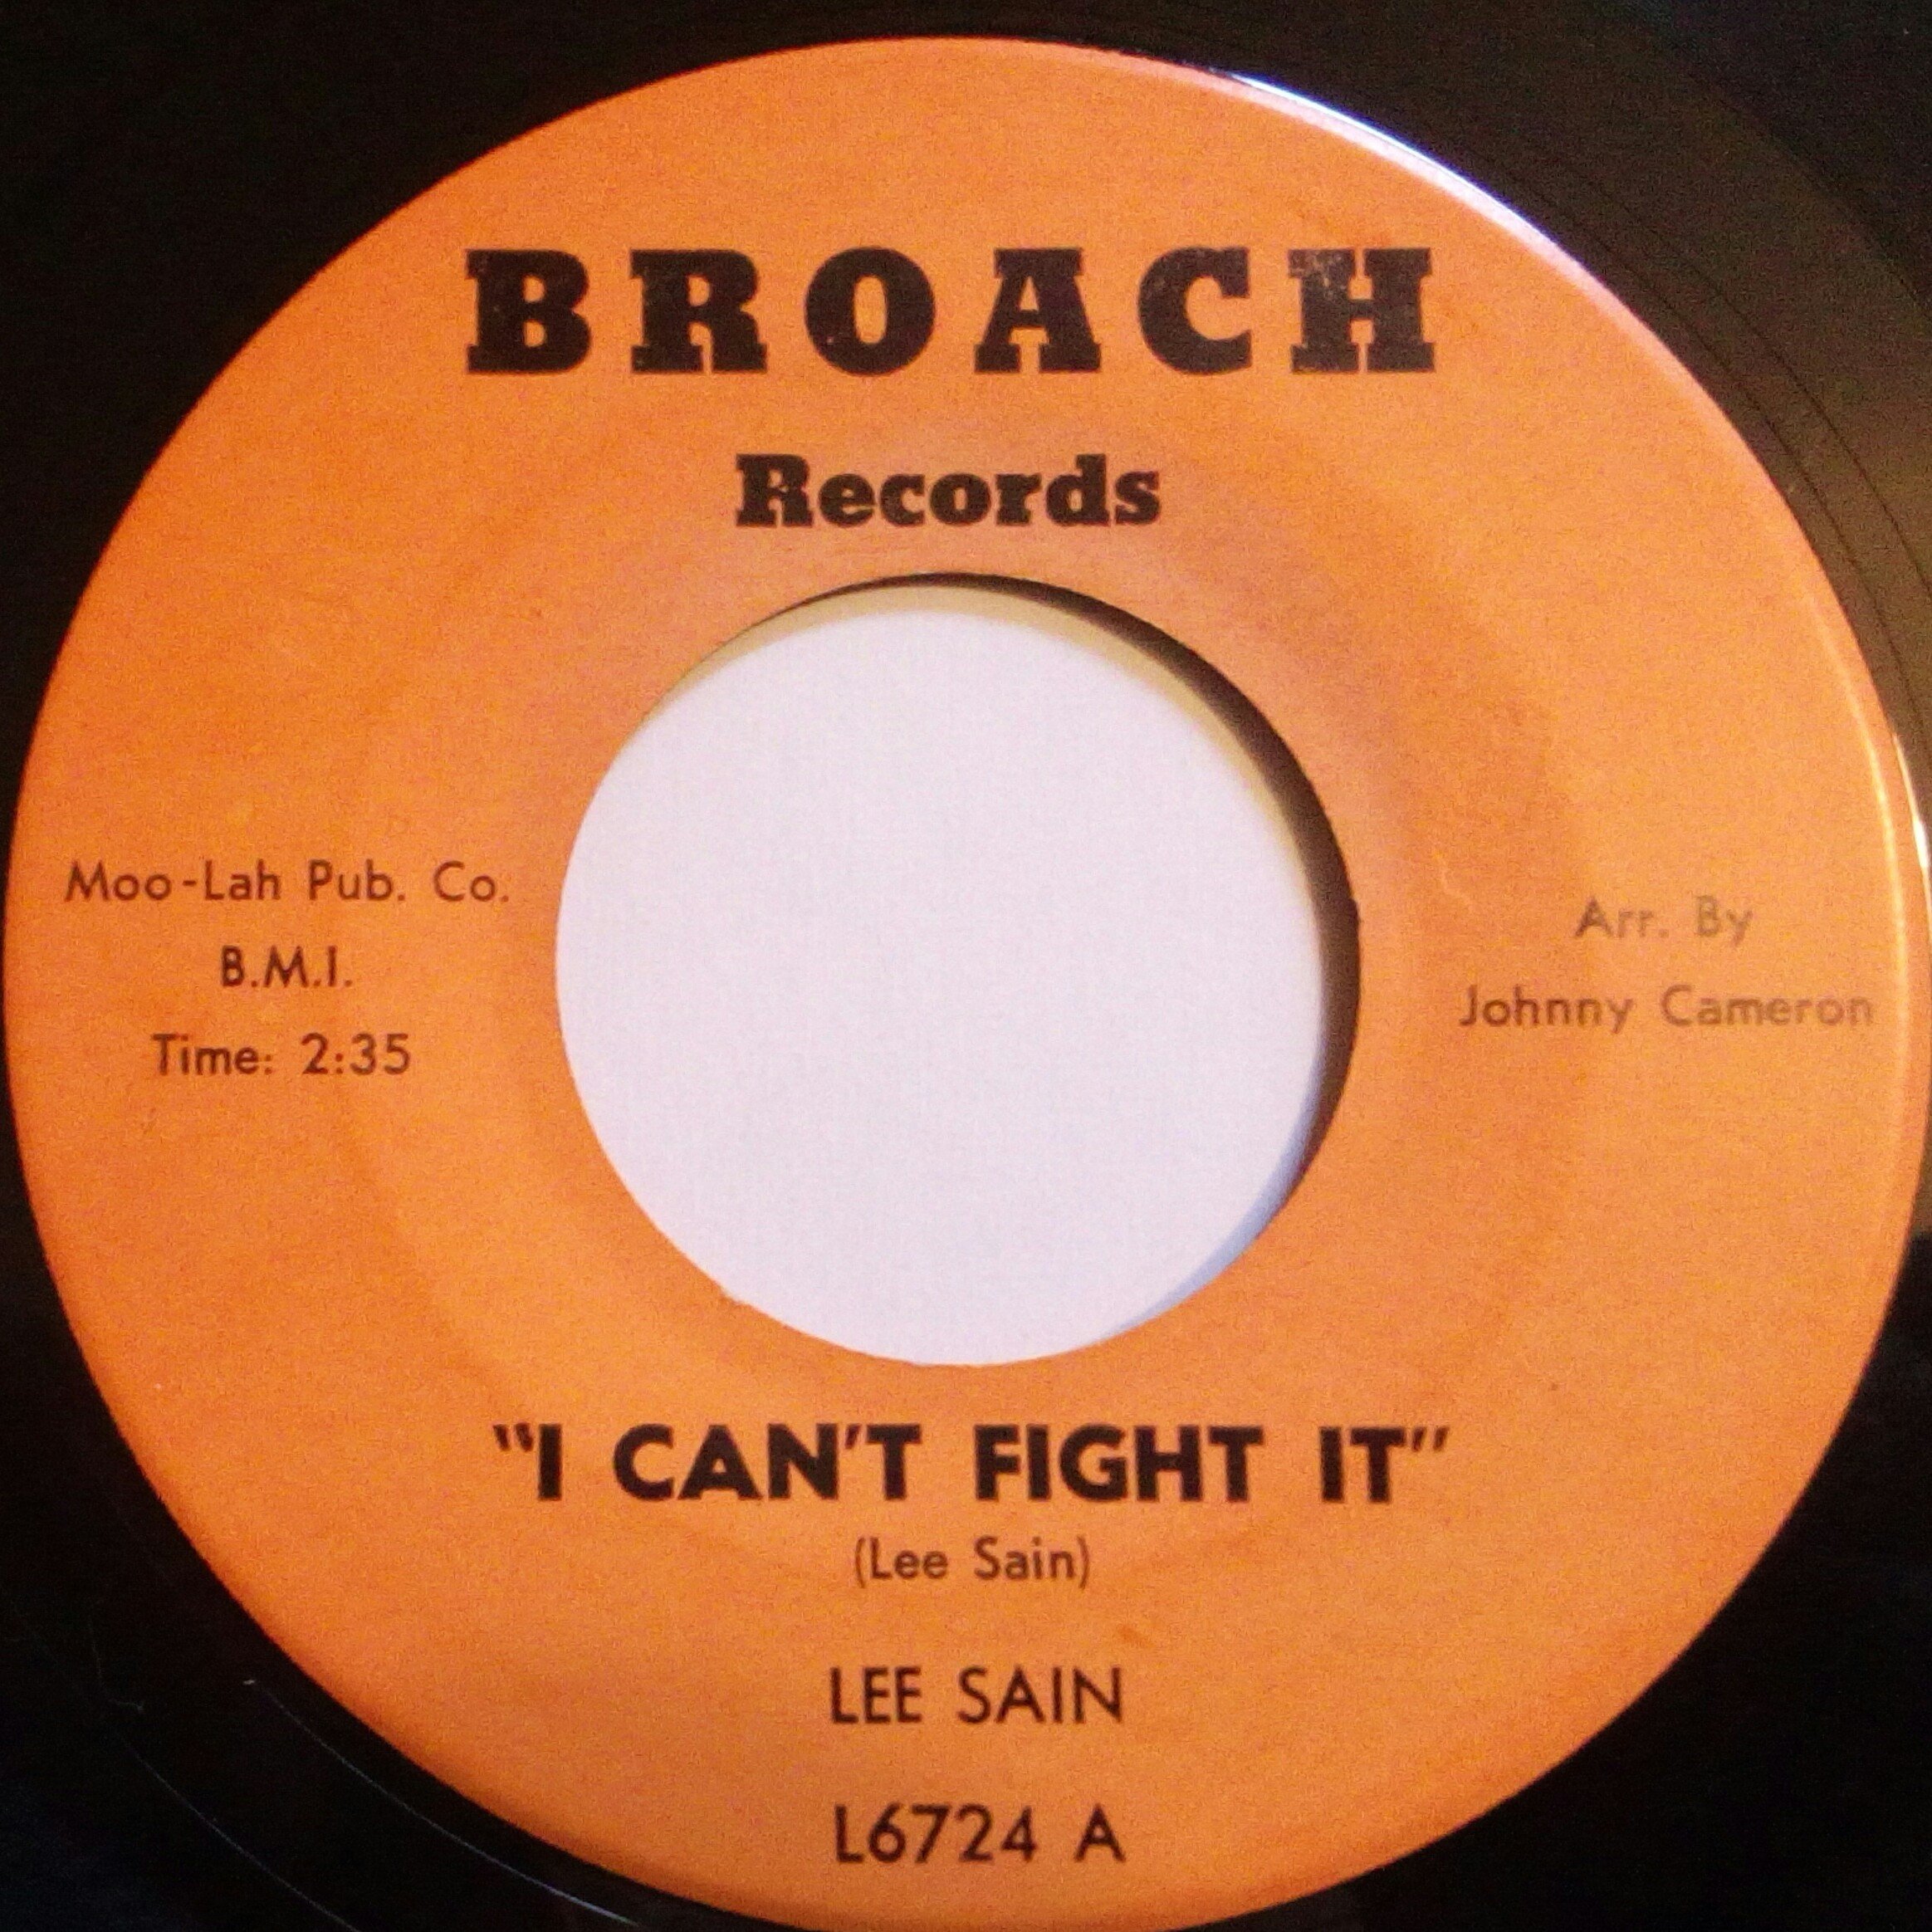 BROACH
Records
Moo-Lah Pub. Co.
B.M.I.
Time: 2:35
Arr. By
Johnny Cameron
"I CAN'T FIGHT IT"
(Lee Sain)
LEE SAIN
L6724 A